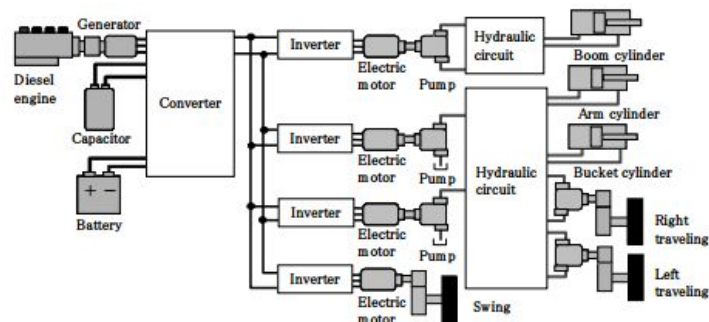 Generator
Diesel
engine
Capacitor
Battery
Converter
Inverter
Electric
motor
Pump
Hydraulic
circuit
Boom cylinder
Inverter
Electric
motor
Pump
Hydraulic
circuit
Arm cylinder
Bucket cylinder
Inverter
Electric
motor
Pump
Right
traveling
Left
traveling
Inverter
Electric
motor
Swing